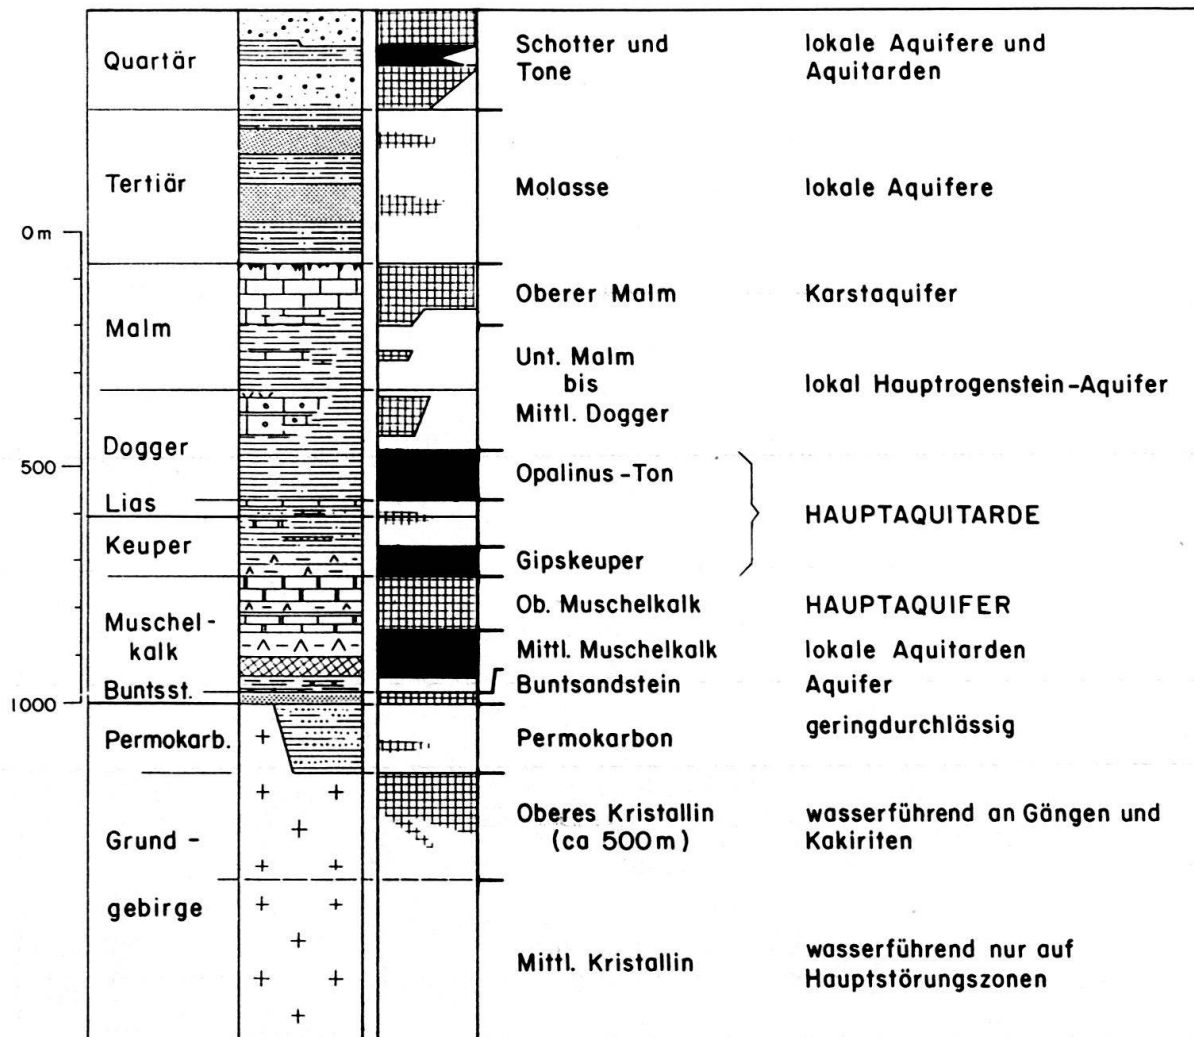 Quartär
Schotter und
Tone
lokale Aquifere und
Aquitarden
Tertiär
Molasse
lokale Aquifere
0 m
Malm
Oberer Malm
Karstaquifer
Unt. Malm
bis
Mittl. Dogger
lokal Hauptrogenstein-Aquifer
Dogger
500
Opalinus-Ton
Lias
HAUPTAQUITARDE
Keuper
Gipskeuper
Ob. Muschelkalk
HAUPTAQUIFER
Muschel-
kalk
Mittl. Muschelkalk
lokale Aquitarden
Buntsst.
Buntsandstein
Aquifer
1000
Permokarb.
Permokarbon
geringdurchlässig
Grund-
gebirge
Oberes Kristallin
(ca 500m)
wasserführend an Gängen und
Kakiriten
Mittl. Kristallin
wasserführend nur auf
Hauptstörungszonen